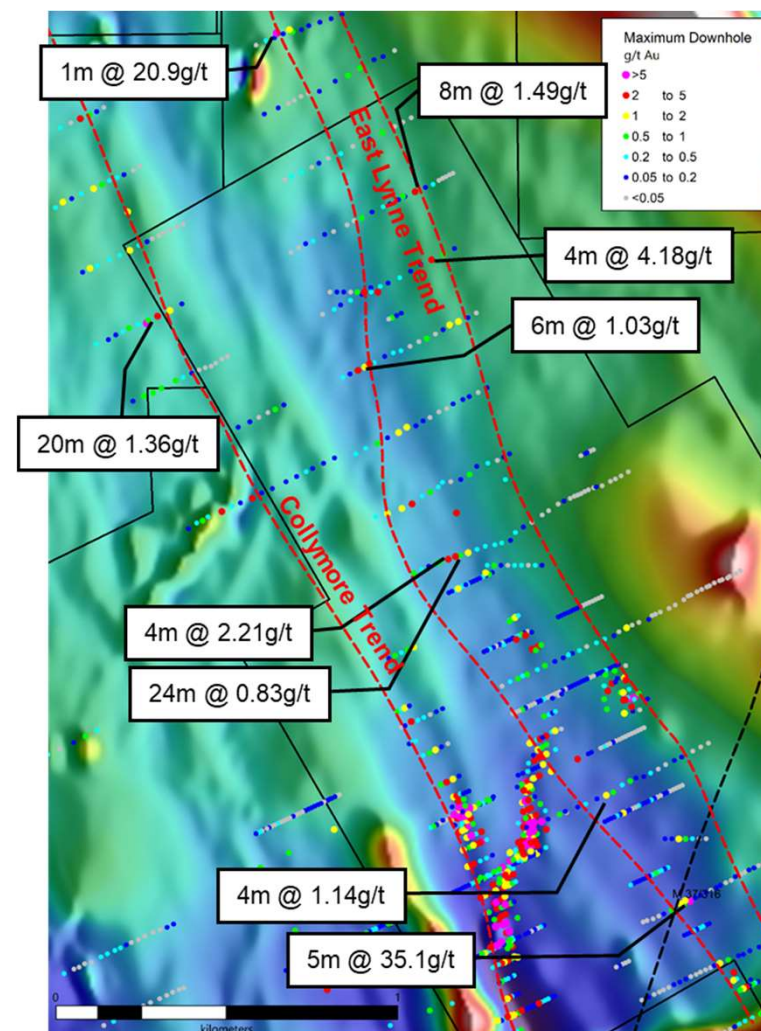 Maximum Downhole
g/t Au
>5
2 to 5
1 to 2
0.5 to 1
0.2 to 0.5
0.05 to 0.2
<0.05
1m @ 20.9g/t
8m @ 1.49g/t
East Lynne Trend
4m @ 4.18g/t
6m @ 1.03g/t
20m @ 1.36g/t
Collymore Trend
4m @ 2.21g/t
24m @ 0.83g/t
4m @ 1.14g/t
M 37/316
5m @ 35.1g/t
0 1
kilometers